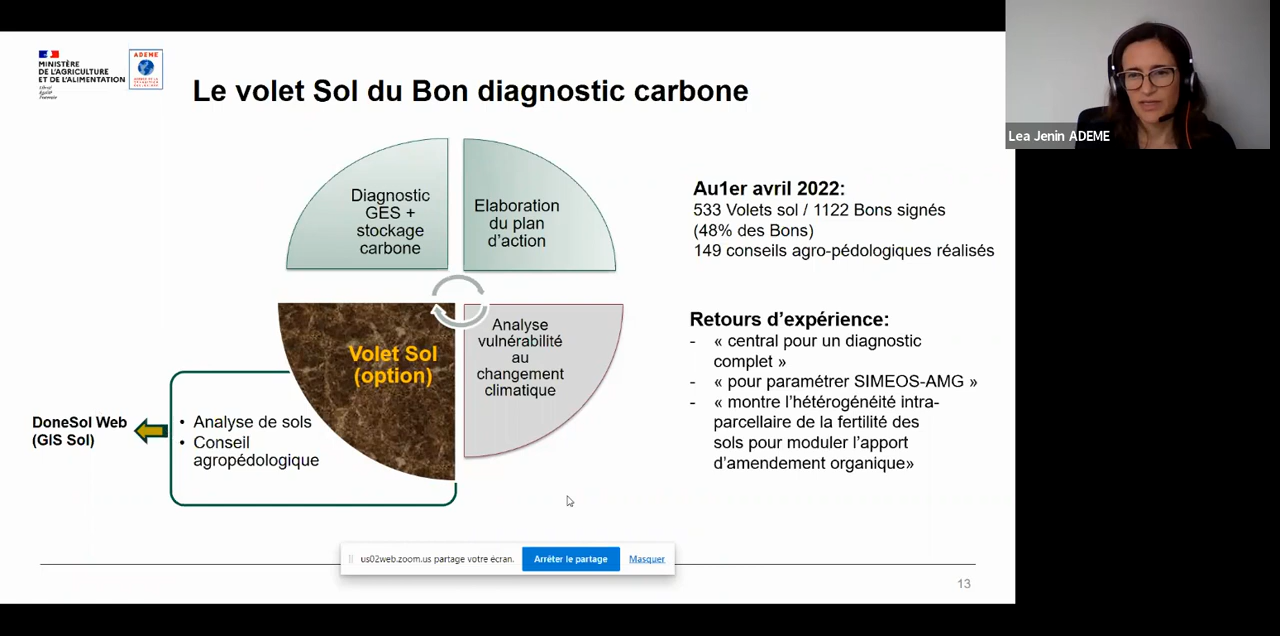 MINISTÈRE
DE L'AGRICULTURE
ET DE L'ALIMENTATION
Liberté
Égalité
Fraternité
ADEME
Le volet Sol du Bon diagnostic carbone
Lea Jenin ADEME
Diagnostic
GES +
stockage
carbone
Elaboration
du plan
d'action
Volet Sol
(option)
Analyse
vulnérabilité
au
changement
climatique
DoneSol Web
(GIS Sol)
• Analyse de sols
• Conseil
agropédologique
Au1er avril 2022:
533 Volets sol / 1122 Bons signés
(48% des Bons)
149 conseils agro-pédologiques réalisés
Retours d'expérience:
- « central pour un diagnostic
complet »
- « pour paramétrer SIMEOS-AMG »
- « montre l'hétérogénéité intra-
parcellaire de la fertilité des
sols pour moduler l'apport
d'amendement organique»
us02web.zoom.us partage votre écran.
Arrêter le partage
Masquer
13